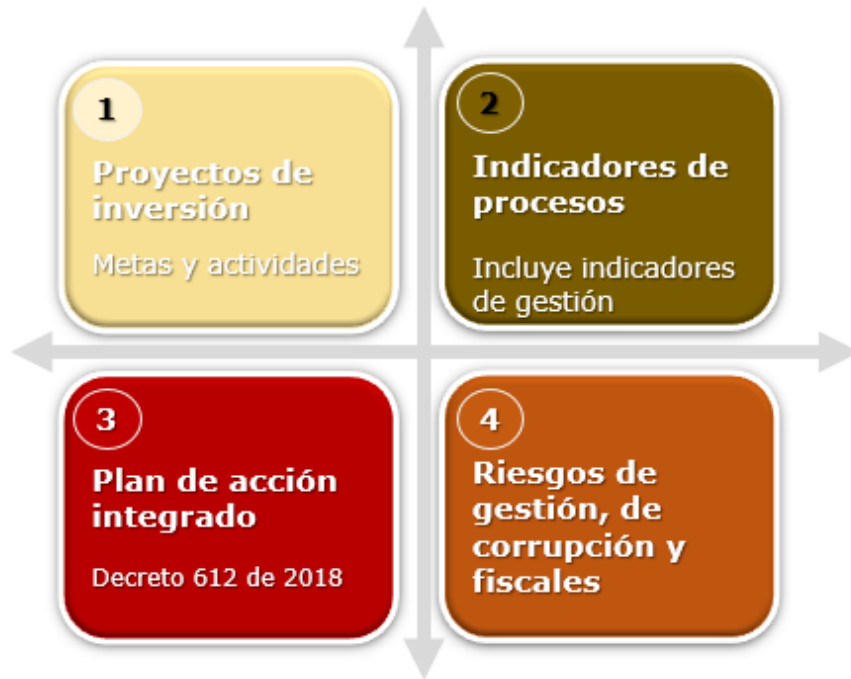 1
Proyectos de
inversión
Metas y actividades
2
Indicadores de
procesos
Incluye indicadores
de gestión
3
Plan de acción
integrado
Decreto 612 de 2018
4
Riesgos de
gestión, de
corrupción y
fiscales